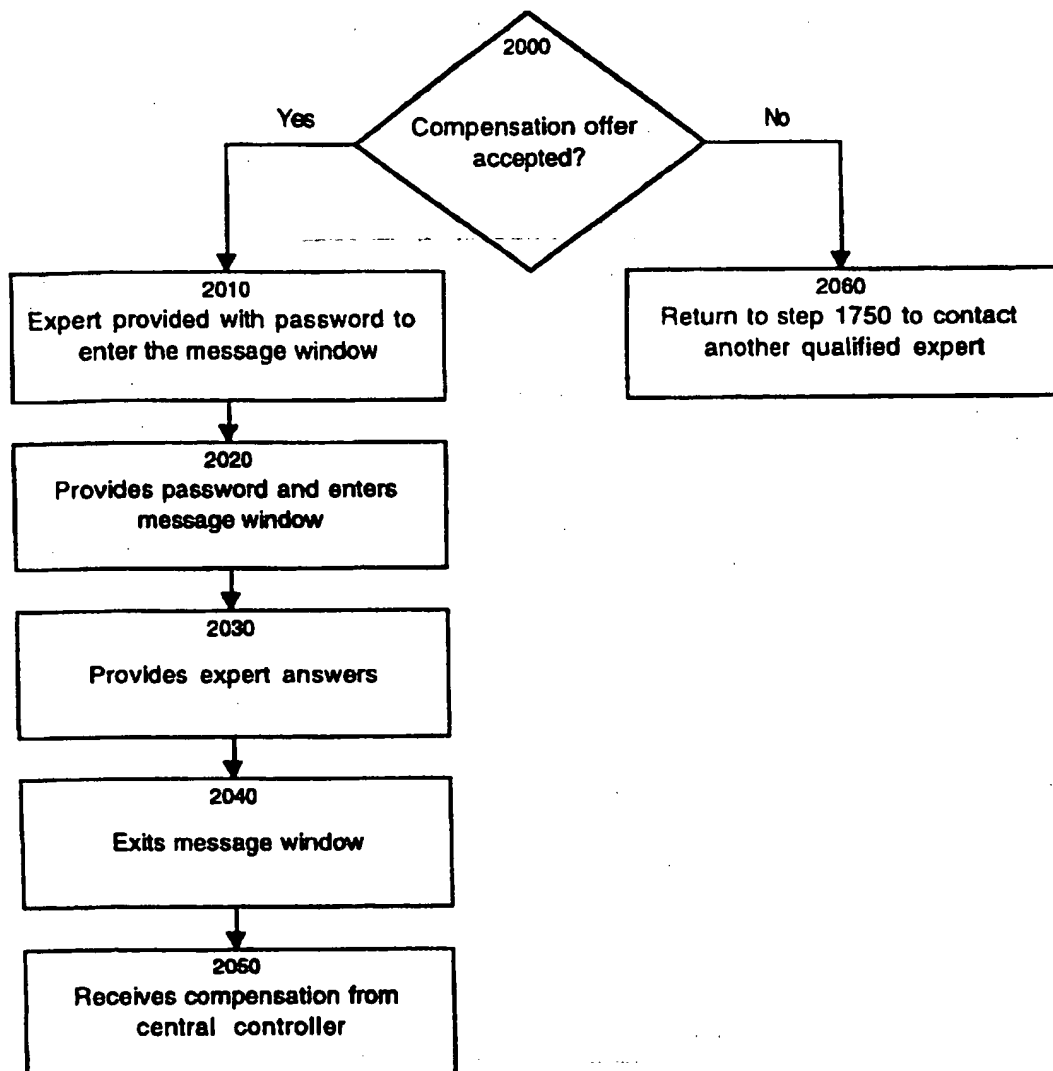 2000
Compensation offer
accepted?
Yes
No
2010
Expert provided with password to
enter the message window
2060
Return to step 1750 to contact
another qualified expert
2020
Provides password and enters
message window
2030
Provides expert answers
2040
Exits message window
2050
Receives compensation from
central controller